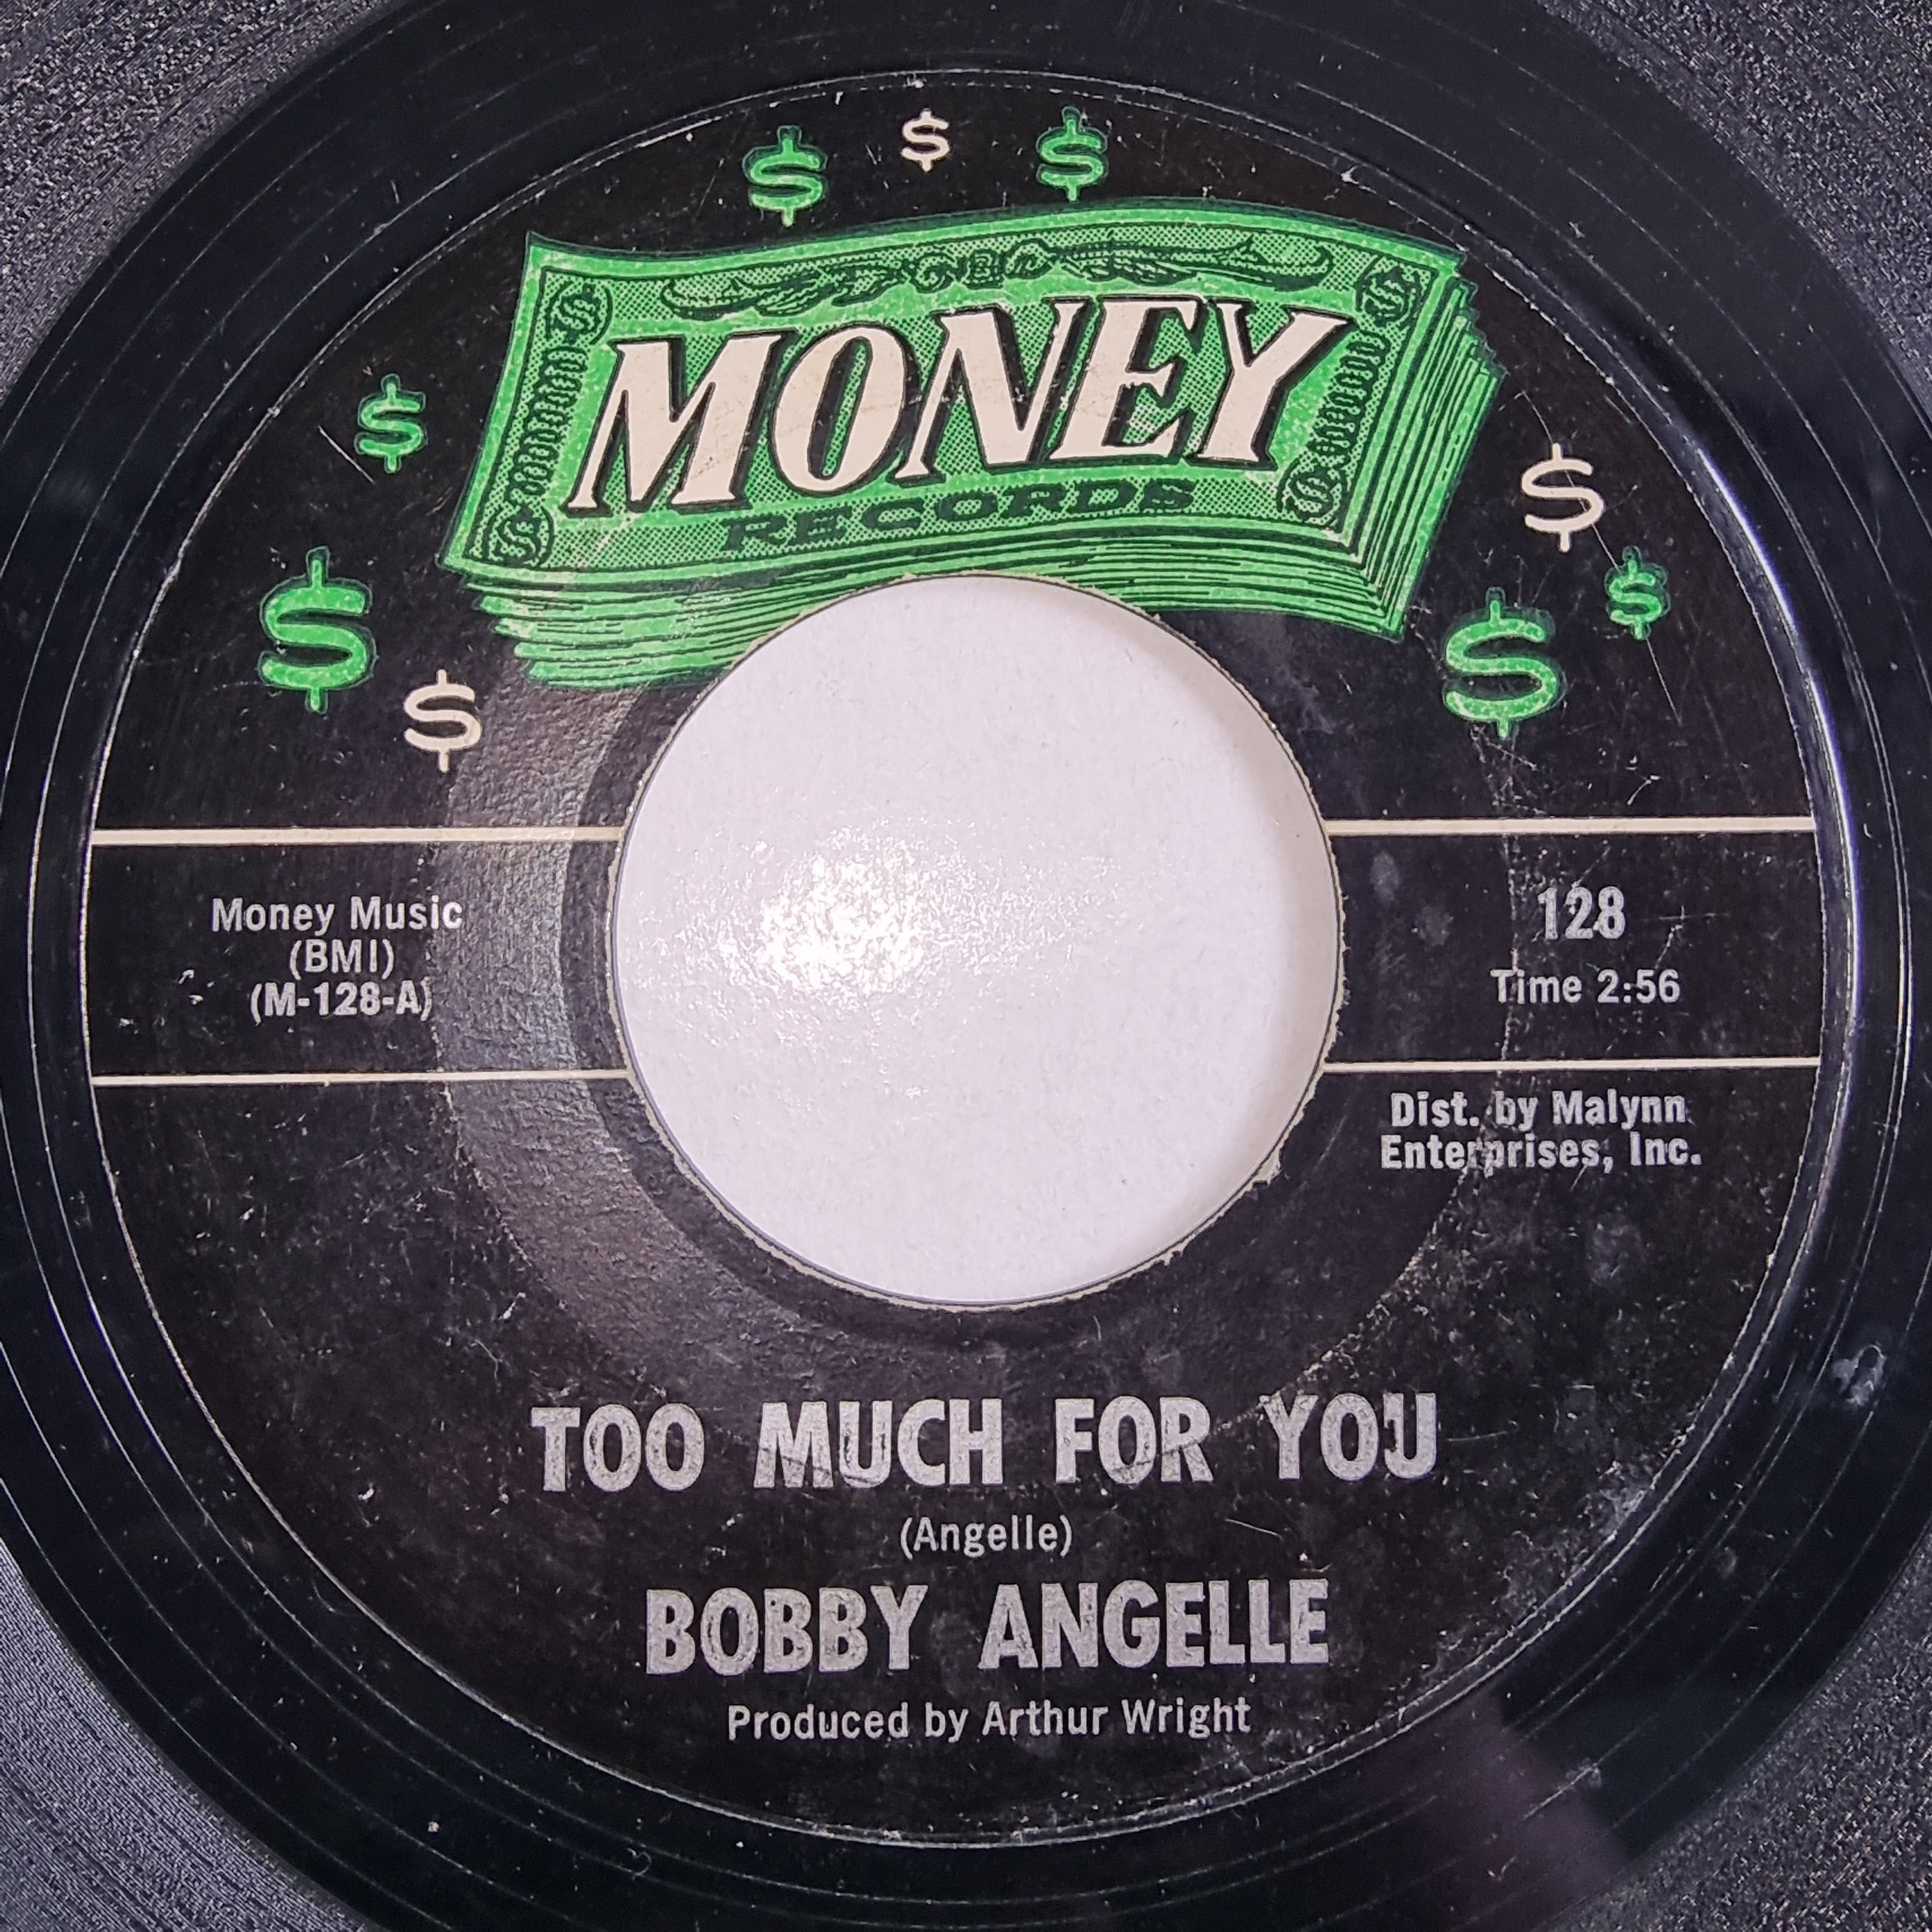 $ $ $
MONEY
RECORDS
$ $
$ $
$ $
$
Money Music
(BMI)
(M-128-A)
128
Time 2:56
Dist. by Malynn
Enterprises, Inc.
TOO MUCH FOR YOU
(Angelle)
BOBBY ANGELLE
Produced by Arthur Wright